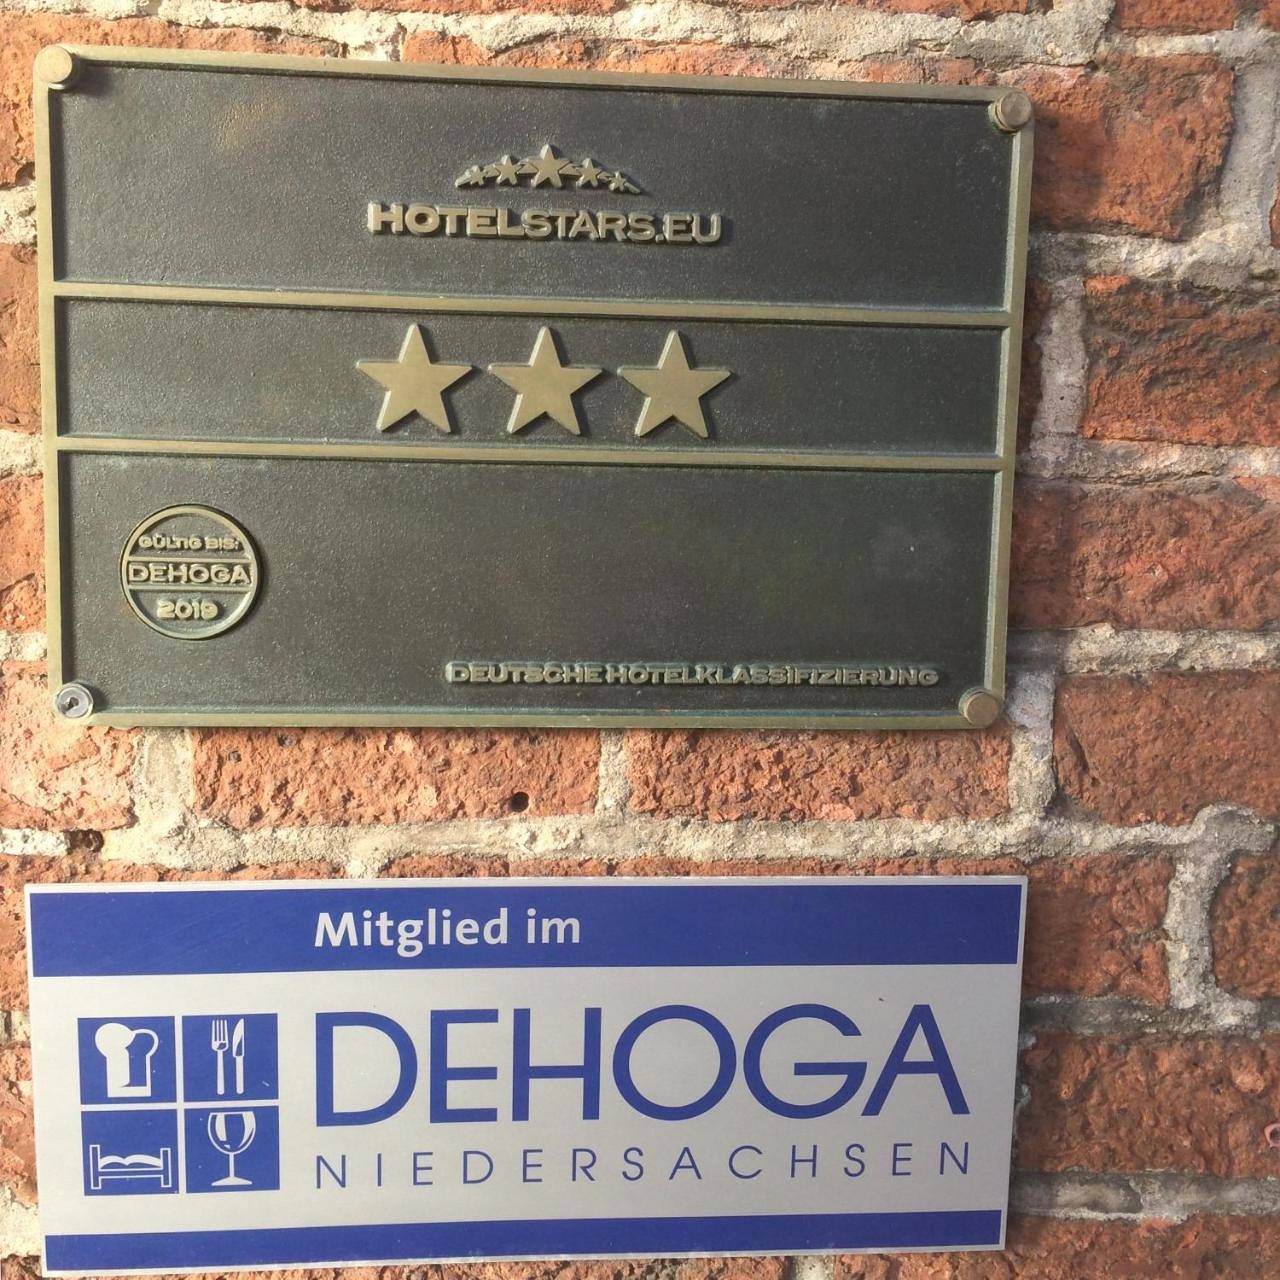 HOTELSTARS.EU
GÜLTIG BIS:
DEHOGA
2019
DEUTSCHE HOTELKLASSIFIZIERUNG
Mitglied im
DEHOGA
NIEDERSACHSEN